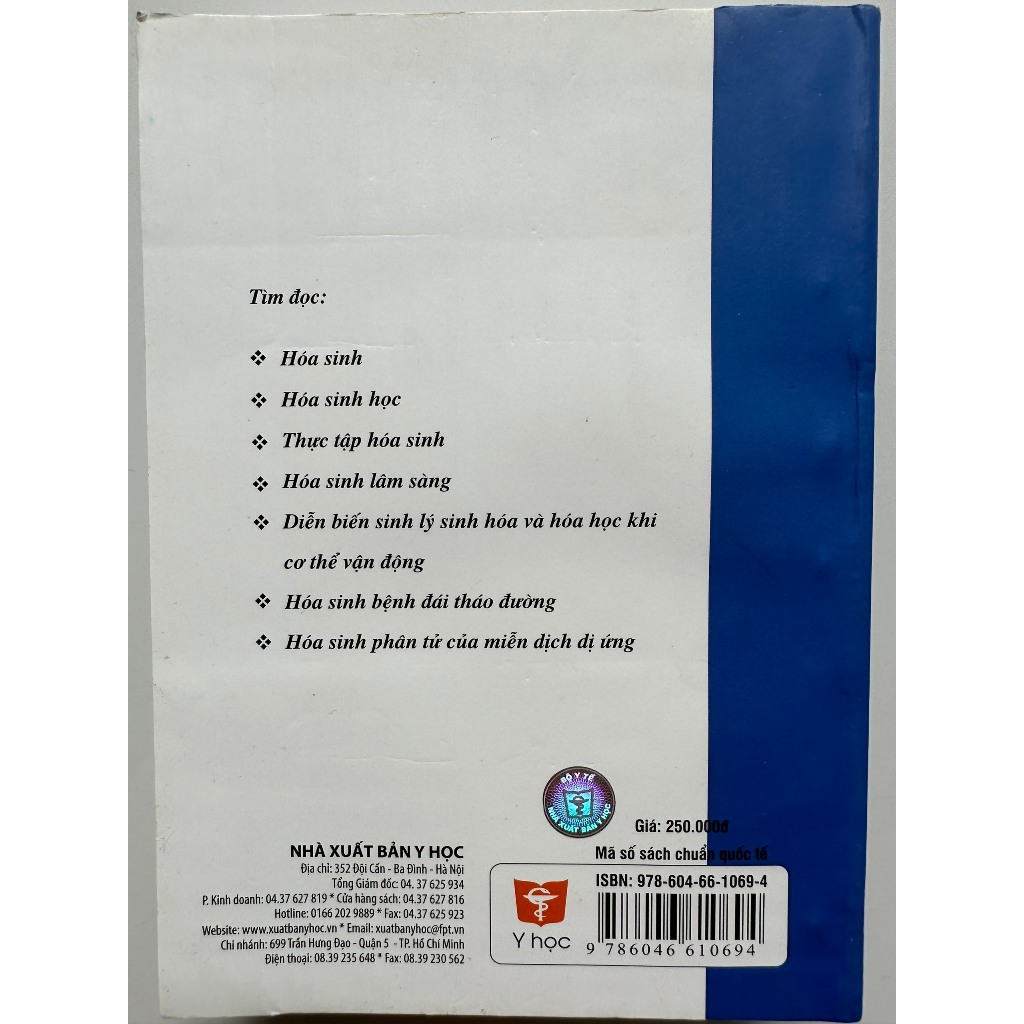 Tìm đọc:
❖ Hóa sinh
❖ Hóa sinh học
❖ Thực tập hóa sinh
❖ Hóa sinh lâm sàng
❖ Diễn biến sinh lý sinh hóa và hóa học khi
cơ thể vận động
❖ Hóa sinh bệnh đái tháo đường
❖ Hóa sinh phân tử của miễn dịch dị ứng
BỘ Y TẾ
NHÀ XUẤT BẢN Y HỌC
Giá: 250.000đ
Mã số sách chuẩn quốc tế
ISBN: 978-604-66-1069-4
Y học
9 786046 610694
NHÀ XUẤT BẢN Y HỌC
Địa chỉ: 352 Đội Cấn - Ba Đình - Hà Nội
Tổng Giám đốc: 04. 37 625 934
P. Kinh doanh: 04.37 627 819 * Cửa hàng sách: 04.37 627 816
Hotline: 0166 202 9889 * Fax: 04.37 625 923
Website: www.xuatbanyhoc.vn * Email: xuatbanyhoc@fpt.vn
Chi nhánh: 699 Trần Hưng Đạo - Quận 5 - TP. Hồ Chí Minh
Điện thoại: 08.39 235 648 * Fax: 08.39 230 562